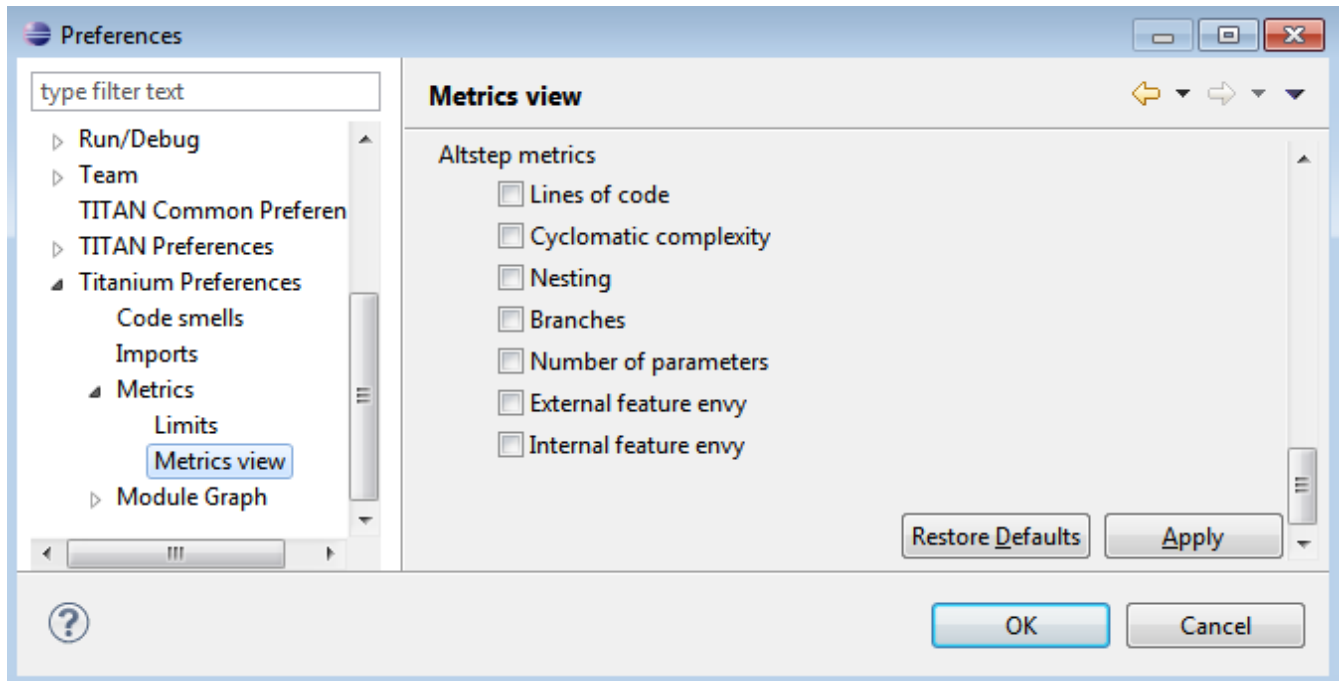 Preferences
type filter text
Run/Debug
Team
TITAN Common Preferen
TITAN Preferences
Titanium Preferences
Code smells
Imports
Metrics
Limits
Metrics view
Module Graph
Metrics view
Altstep metrics
Lines of code
Cyclomatic complexity
Nesting
Branches
Number of parameters
External feature envy
Internal feature envy
Restore Defaults
Apply
?
OK
Cancel